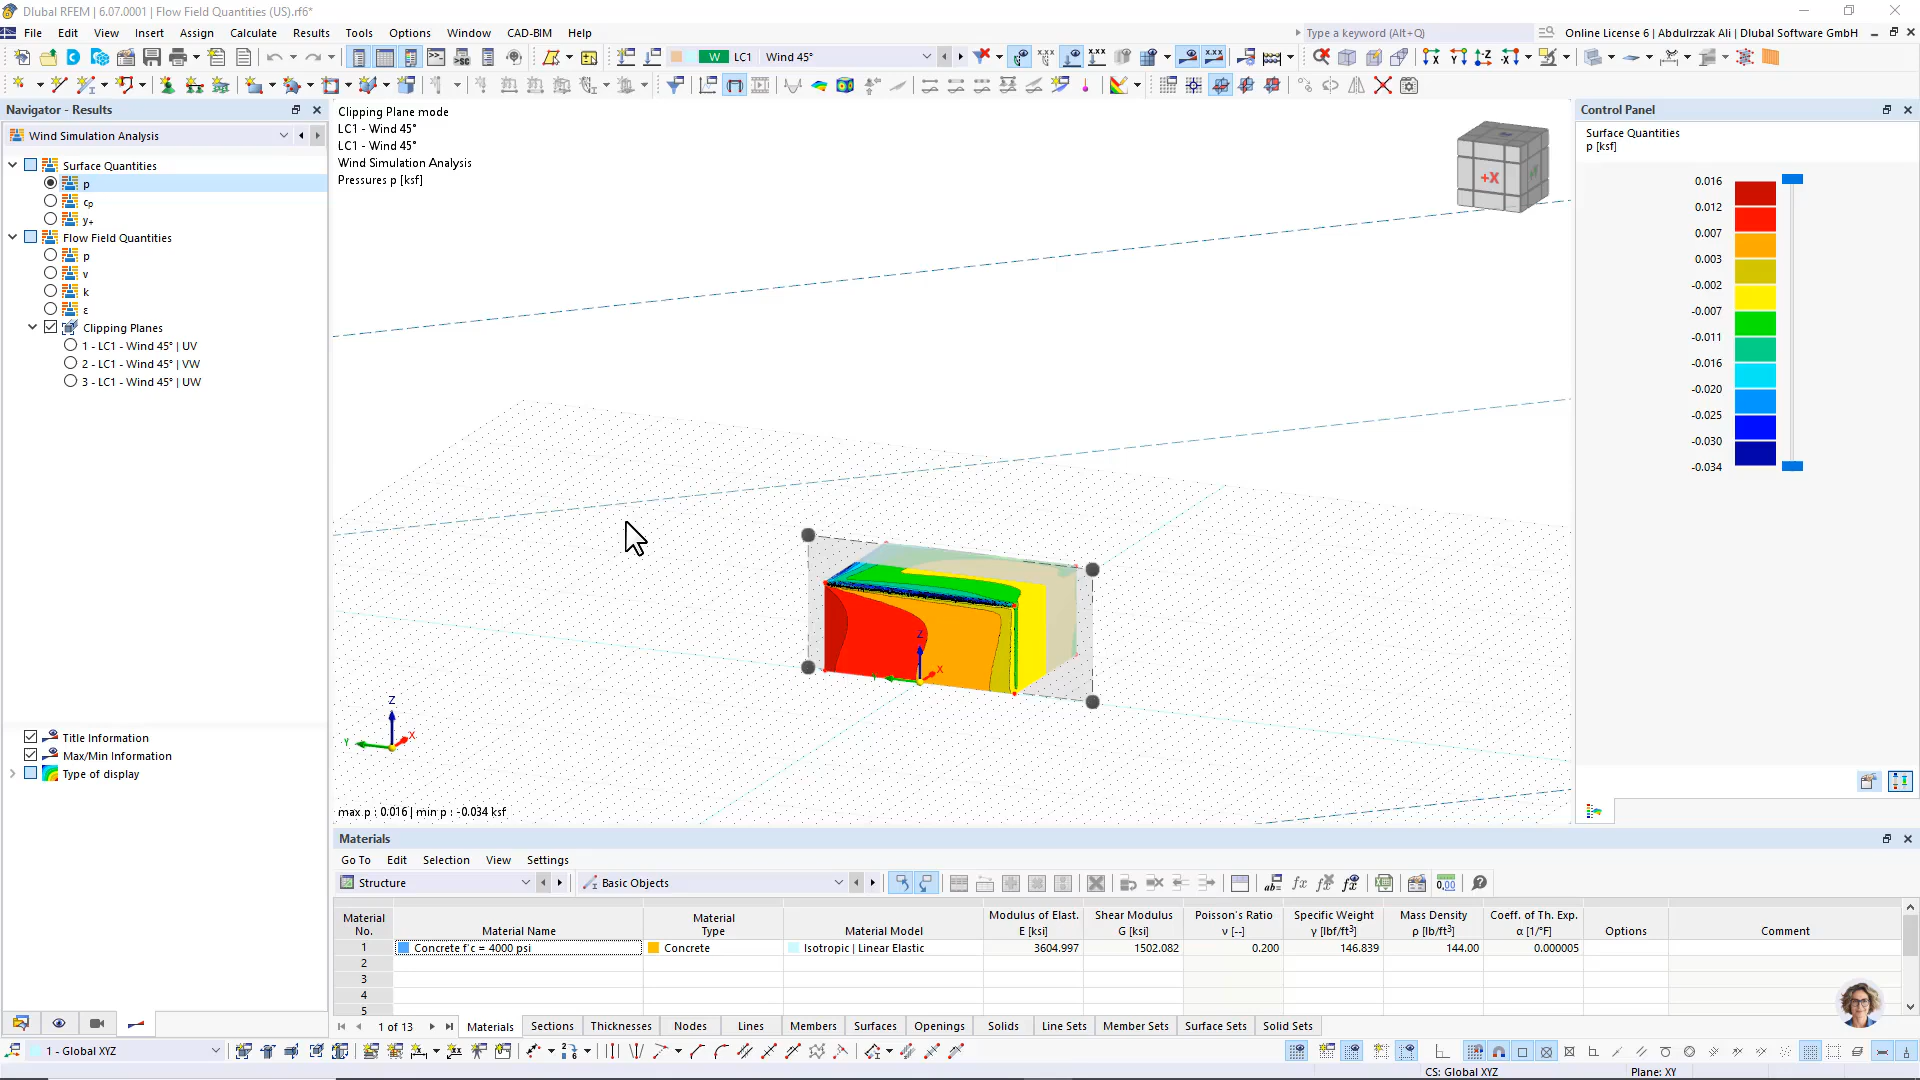 Dlubal RFEM | 6.07.0001 | Flow Field Quantities (US).rf6*
File Edit View Insert Assign Calculate Results Tools Options Window CAD-BIM Help
Type a keyword (Alt+Q)
Online License 6 | Abdulrzzak Ali | Dlubal Software GmbH
W LC1 Wind 45°
Navigator - Results
Wind Simulation Analysis
Surface Quantities
p
cp
y+
Flow Field Quantities
p
v
k
ε
Clipping Planes
1 - LC1 - Wind 45° | UV
2 - LC1 - Wind 45° | VW
3 - LC1 - Wind 45° | UW
Title Information
Max/Min Information
Type of display
Clipping Plane mode
LC1 - Wind 45°
LC1 - Wind 45°
Wind Simulation Analysis
Pressures p [ksf]
+X
Z
X
Y
Z
X
Y
max p : 0.016 | min p : -0.034 ksf
Control Panel
Surface Quantities
p [ksf]
0.016
0.012
0.007
0.003
-0.002
-0.007
-0.011
-0.016
-0.020
-0.025
-0.030
-0.034
Materials
Go To Edit Selection View Settings
Structure
Basic Objects
Material No.
Material Name
Material Type
Material Model
Modulus of Elast. E [ksi]
Shear Modulus G [ksi]
Poisson's Ratio ν [--]
Specific Weight γ [lbf/ft³]
Mass Density ρ [lb/ft³]
Coeff. of Th. Exp. α [1/°F]
Options
Comment
1 Concrete f'c = 4000 psi Concrete Isotropic | Linear Elastic 3604.997 1502.082 0.200 146.839 144.00 0.000005
2
3
4
5
1 of 13 Materials Sections Thicknesses Nodes Lines Members Surfaces Openings Solids Line Sets Member Sets Surface Sets Solid Sets
1 - Global XYZ
CS: Global XYZ
Plane: XY